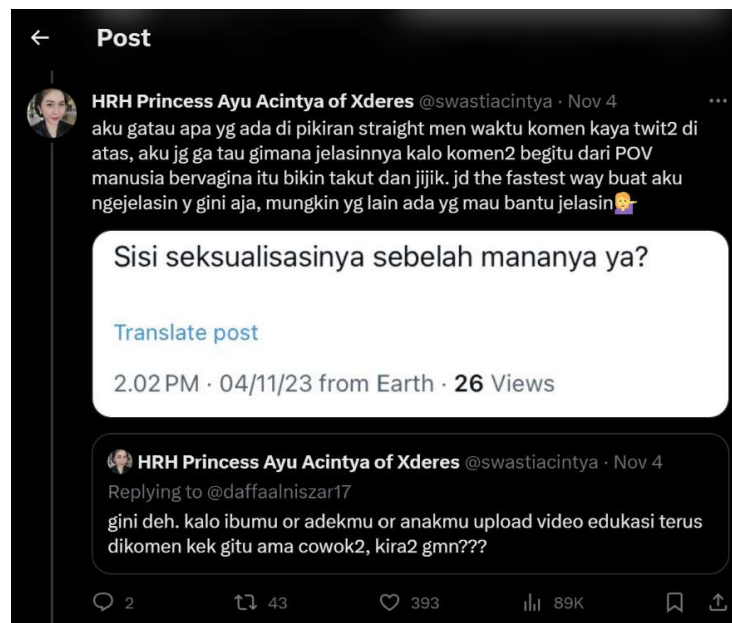 Post
HRH Princess Ayu Acintya of Xderes @swastiacintya · Nov 4
aku gatau apa yg ada di pikiran straight men waktu komen kaya twit2 di
atas, aku jg ga tau gimana jelasinnya kalo komen2 begitu dari POV
manusia bervagina itu bikin takut dan jijik. jd the fastest way buat aku
ngejelasin y gini aja, mungkin yg lain ada yg mau bantu jelasin💁‍♀️
Sisi seksualisasinya sebelah mananya ya?
Translate post
2.02 PM · 04/11/23 from Earth · 26 Views
HRH Princess Ayu Acintya of Xderes @swastiacintya · Nov 4
Replying to @daffaalniszar17
gini deh. kalo ibumu or adekmu or anakmu upload video edukasi terus
dikomen kek gitu ama cowok2, kira2 gmn???
2 43 393 89K